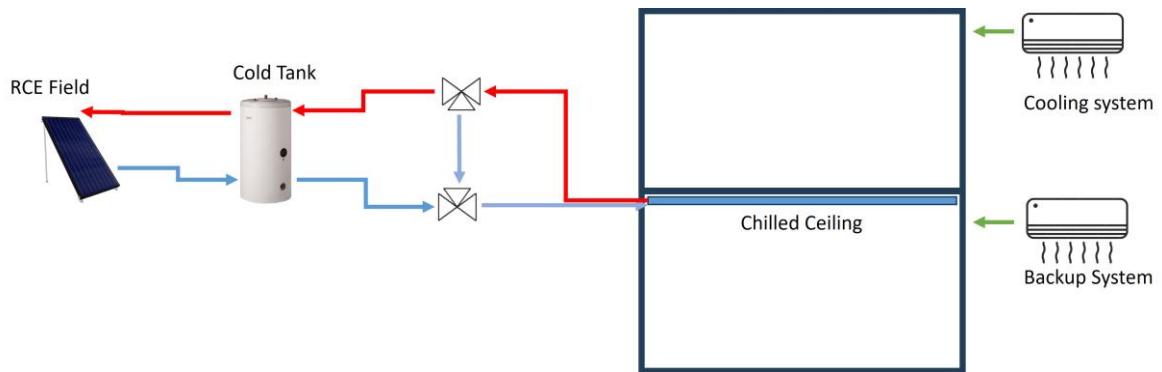 RCE Field
Cold Tank
Cooling system
Chilled Ceiling
Backup System